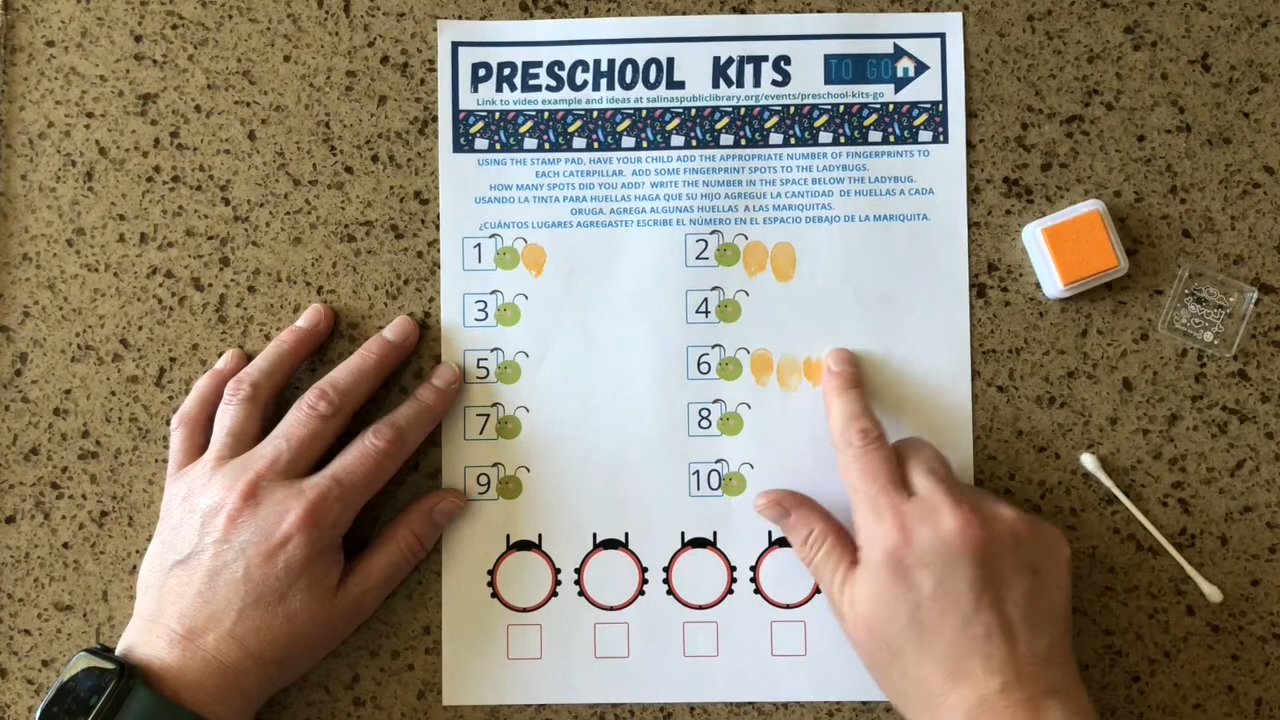 PRESCHOOL KITS TO GO
Link to video example and ideas at salinaspubliclibrary.org/events/preschool-kits-go
USING THE STAMP PAD, HAVE YOUR CHILD ADD THE APPROPRIATE NUMBER OF FINGERPRINTS TO
EACH CATERPILLAR. ADD SOME FINGERPRINT SPOTS TO THE LADYBUGS.
HOW MANY SPOTS DID YOU ADD? WRITE THE NUMBER IN THE SPACE BELOW THE LADYBUG.
USANDO LA TINTA PARA HUELLAS HAGA QUE SU HIJO AGREGUE LA CANTIDAD DE HUELLAS A CADA
ORUGA. AGREGA ALGUNAS HUELLAS A LAS MARIQUITAS.
¿CUÁNTOS LUGARES AGREGASTE? ESCRIBE EL NÚMERO EN EL ESPACIO DEBAJO DE LA MARIQUITA.
1 2
3 4
5 6
7 8
9 10